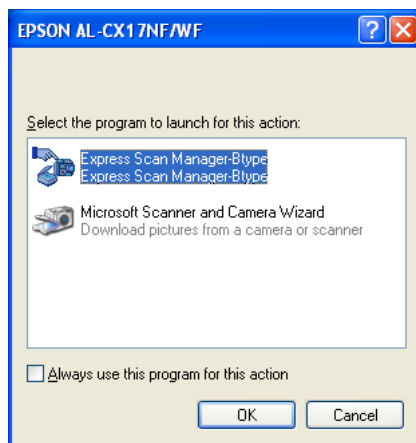 EPSON AL-CX17NF/WF
Select the program to launch for this action:
Express Scan Manager-Btype
Express Scan Manager-Btype
Microsoft Scanner and Camera Wizard
Download pictures from a camera or scanner
Always use this program for this action
OK Cancel